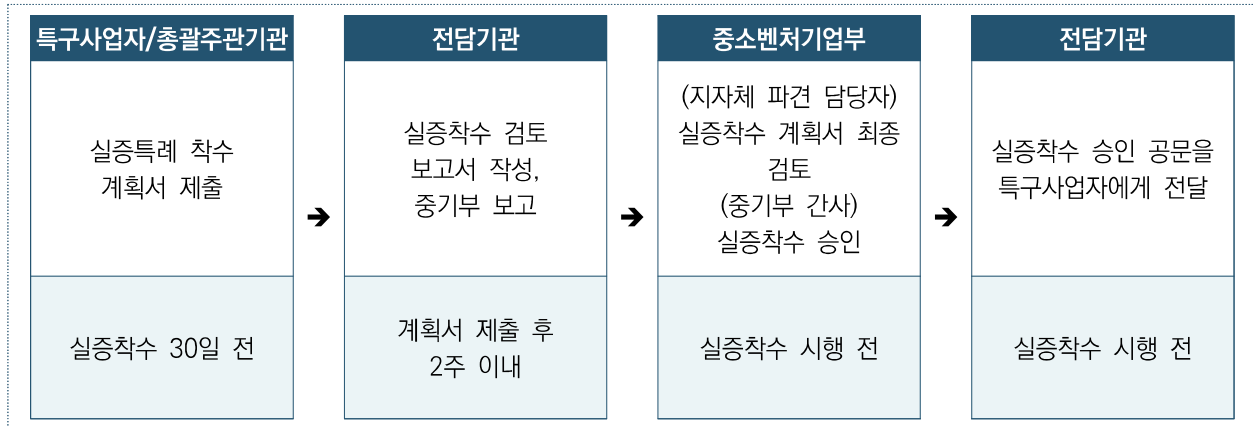 특구사업자/총괄주관기관
실증특례 착수
계획서 제출
실증착수 30일 전
➔
전담기관
실증착수 검토
보고서 작성,
중기부 보고
계획서 제출 후
2주 이내
➔
중소벤처기업부
(지자체 파견 담당자)
실증착수 계획서 최종
검토
(중기부 간사)
실증착수 승인
실증착수 시행 전
➔
전담기관
실증착수 승인 공문을
특구사업자에게 전달
실증착수 시행 전